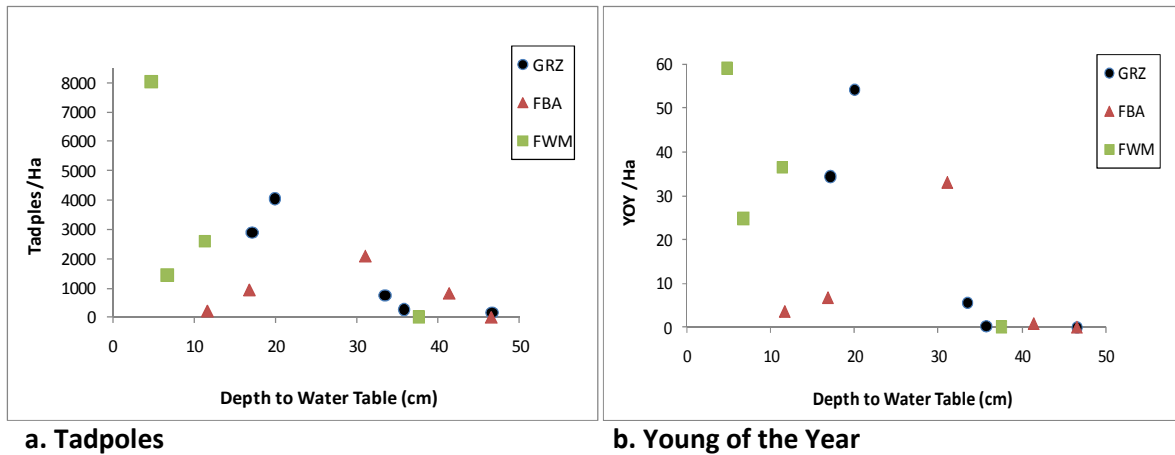 GRZ
FBA
FWM
8000
7000
6000
5000
4000
3000
2000
1000
0
Tadples/Ha
0 10 20 30 40 50
Depth to Water Table (cm)
a. Tadpoles
GRZ
FBA
FWM
60
50
40
30
20
10
0
YOY /Ha
0 10 20 30 40 50
Depth to Water Table (cm)
b. Young of the Year